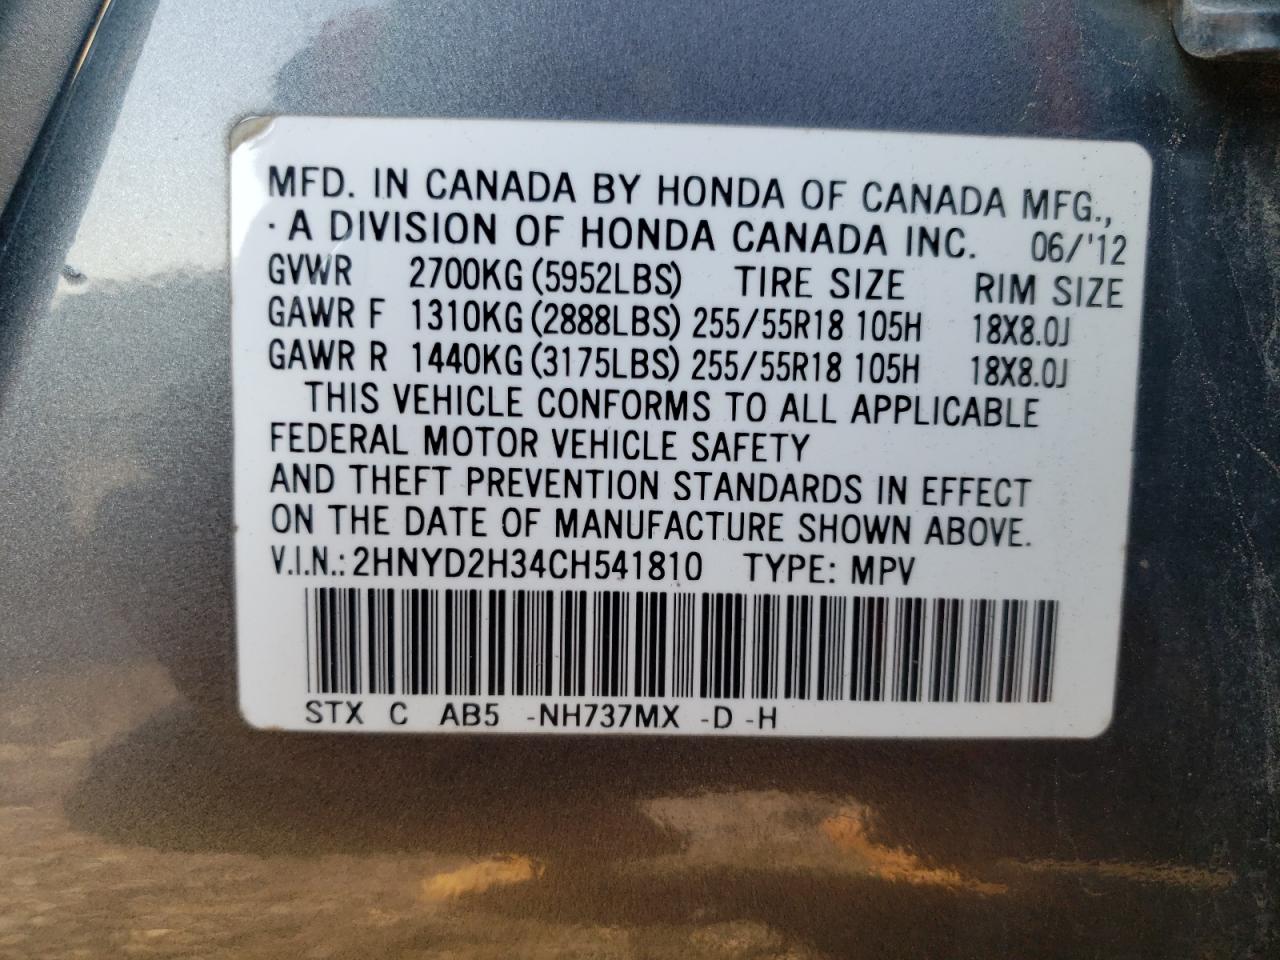 MFD. IN CANADA BY HONDA OF CANADA MFG.,
· A DIVISION OF HONDA CANADA INC. 06/'12
GVWR 2700KG (5952LBS) TIRE SIZE RIM SIZE
GAWR F 1310KG (2888LBS) 255/55R18 105H 18X8.0J
GAWR R 1440KG (3175LBS) 255/55R18 105H 18X8.0J
THIS VEHICLE CONFORMS TO ALL APPLICABLE
FEDERAL MOTOR VEHICLE SAFETY
AND THEFT PREVENTION STANDARDS IN EFFECT
ON THE DATE OF MANUFACTURE SHOWN ABOVE.
V.I.N.: 2HNYD2H34CH541810 TYPE: MPV
STX C AB5 -NH737MX -D -H